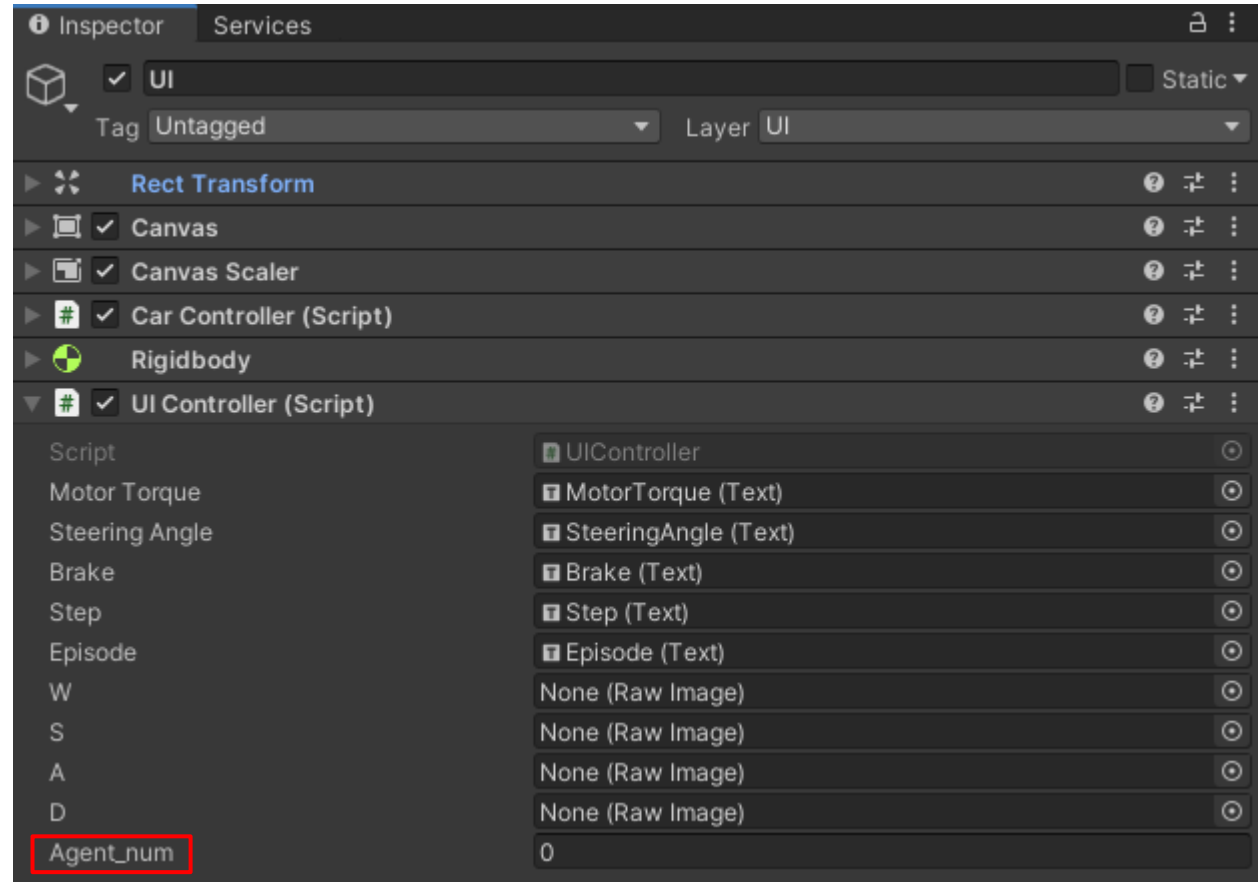 Inspector Services
UI Static
Tag Untagged Layer UI
Rect Transform
Canvas
Canvas Scaler
# Car Controller (Script)
Rigidbody
# UI Controller (Script)
Script UIController
Motor Torque MotorTorque (Text)
Steering Angle SteeringAngle (Text)
Brake Brake (Text)
Step Step (Text)
Episode Episode (Text)
W None (Raw Image)
S None (Raw Image)
A None (Raw Image)
D None (Raw Image)
Agent_num 0